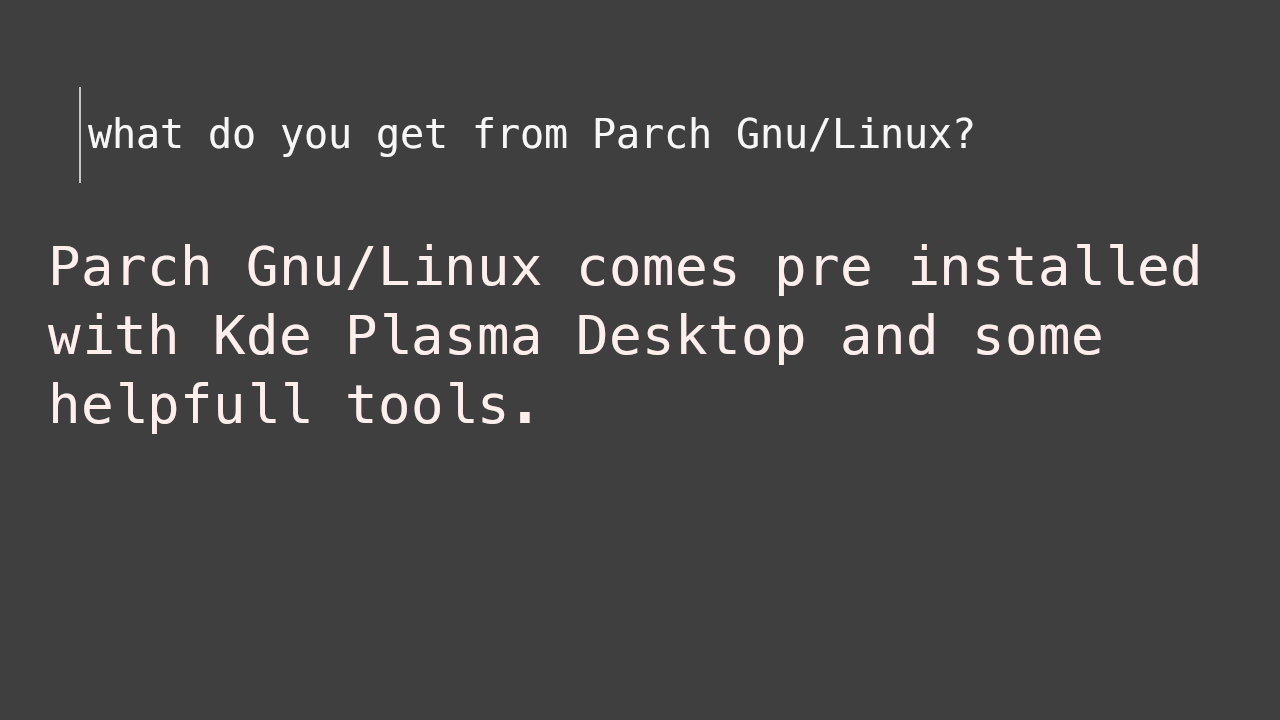 what do you get from Parch Gnu/Linux?
Parch Gnu/Linux comes pre installed
with Kde Plasma Desktop and some
helpfull tools.